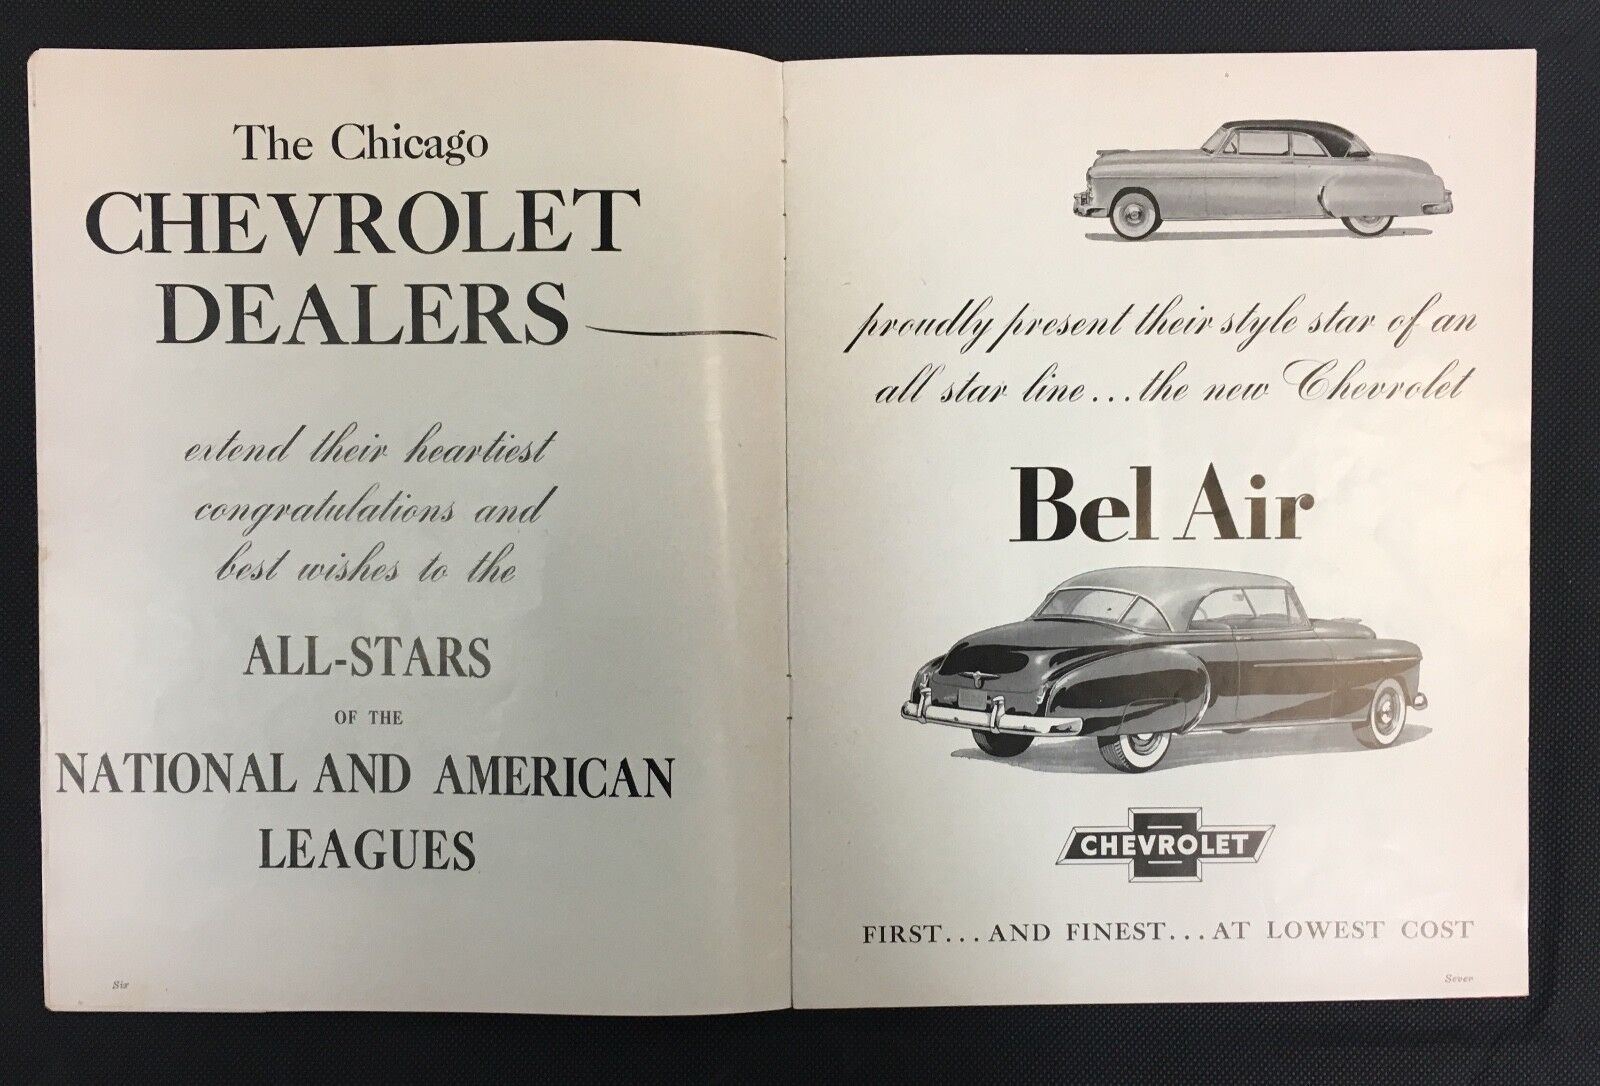 The Chicago
CHEVROLET
DEALERS
extend their heartiest
congratulations and
best wishes to the
ALL-STARS
OF THE
NATIONAL AND AMERICAN
LEAGUES
Six
proudly present their style star of an
all star line...the new Chevrolet
Bel Air
CHEVROLET
FIRST...AND FINEST...AT LOWEST COST
Seven